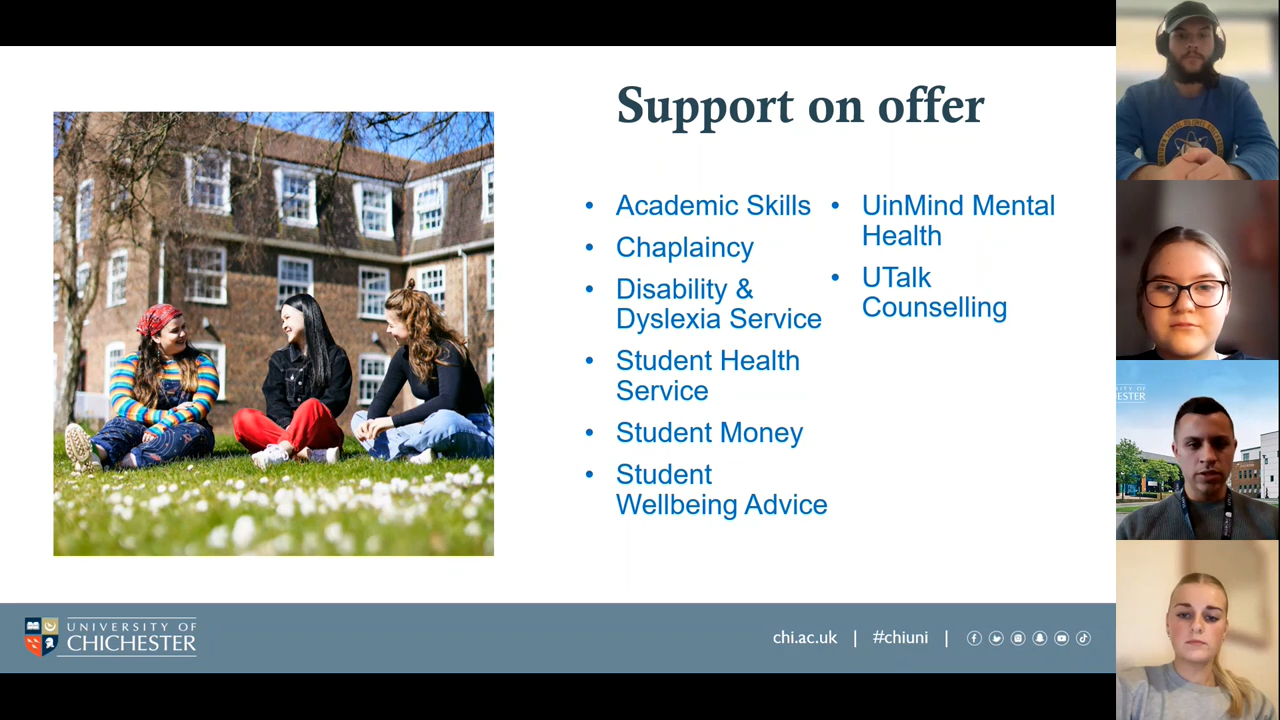 Support on offer
• Academic Skills
• Chaplaincy
• Disability &
Dyslexia Service
• Student Health
Service
• Student Money
• Student
Wellbeing Advice
• UinMind Mental
Health
• UTalk
Counselling
UNIVERSITY OF
CHICHESTER
chi.ac.uk | #chiuni |